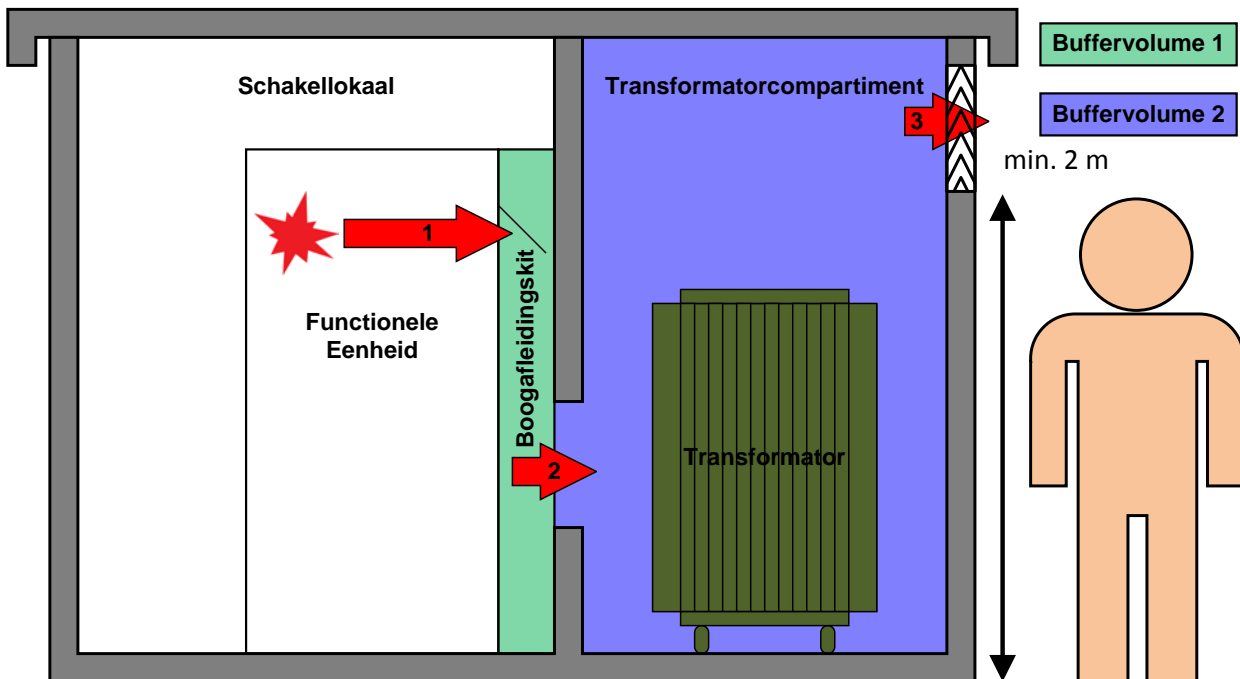 Schakellokaal
Transformatorcompartiment
Buffervolume 1
Buffervolume 2
3
min. 2 m
1
Functionele
Eenheid
Boogafleidingskit
2
Transformator